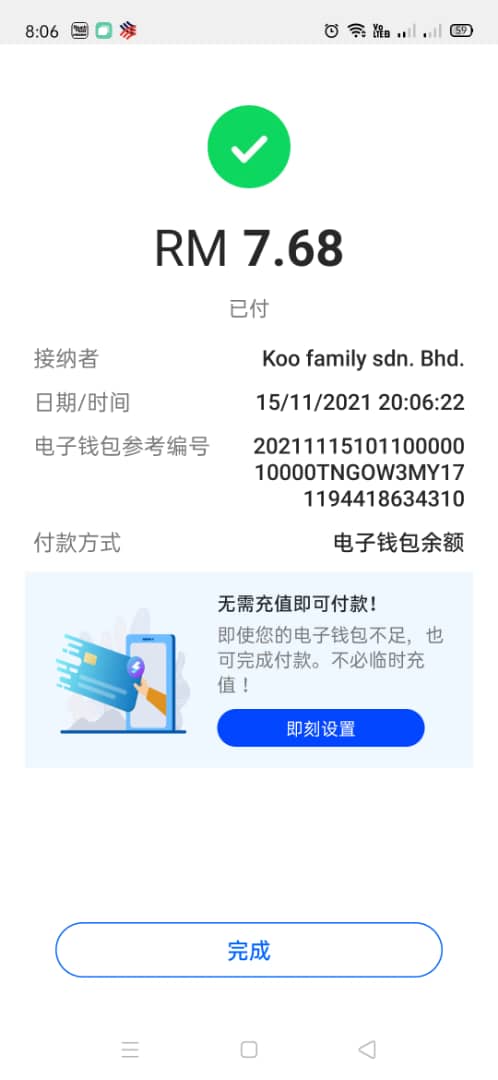 8:06
59
RM 7.68
已付
接纳者 Koo family sdn. Bhd.
日期/时间 15/11/2021 20:06:22
电子钱包参考编号 20211115101100000
10000TNGOW3MY17
1194418634310
付款方式 电子钱包余额
无需充值即可付款！
即使您的电子钱包不足，也
可完成付款。不必临时充
值！
即刻设置
完成